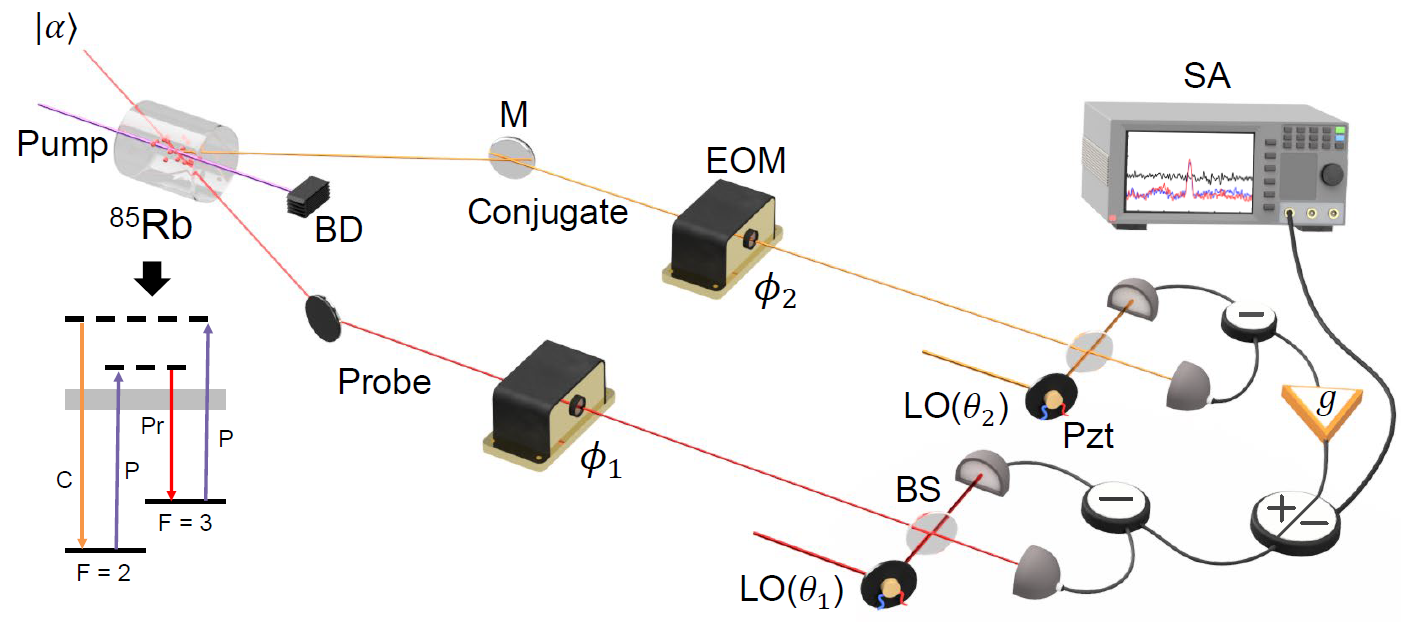 |α⟩
Pump
⁸⁵Rb
BD
M
Conjugate
EOM
ϕ₂
SA
Probe
ϕ₁
LO(θ₂)
Pzt
BS
LO(θ₁)
g
−
−
+ −
C
P
Pr
P
F = 3
F = 2